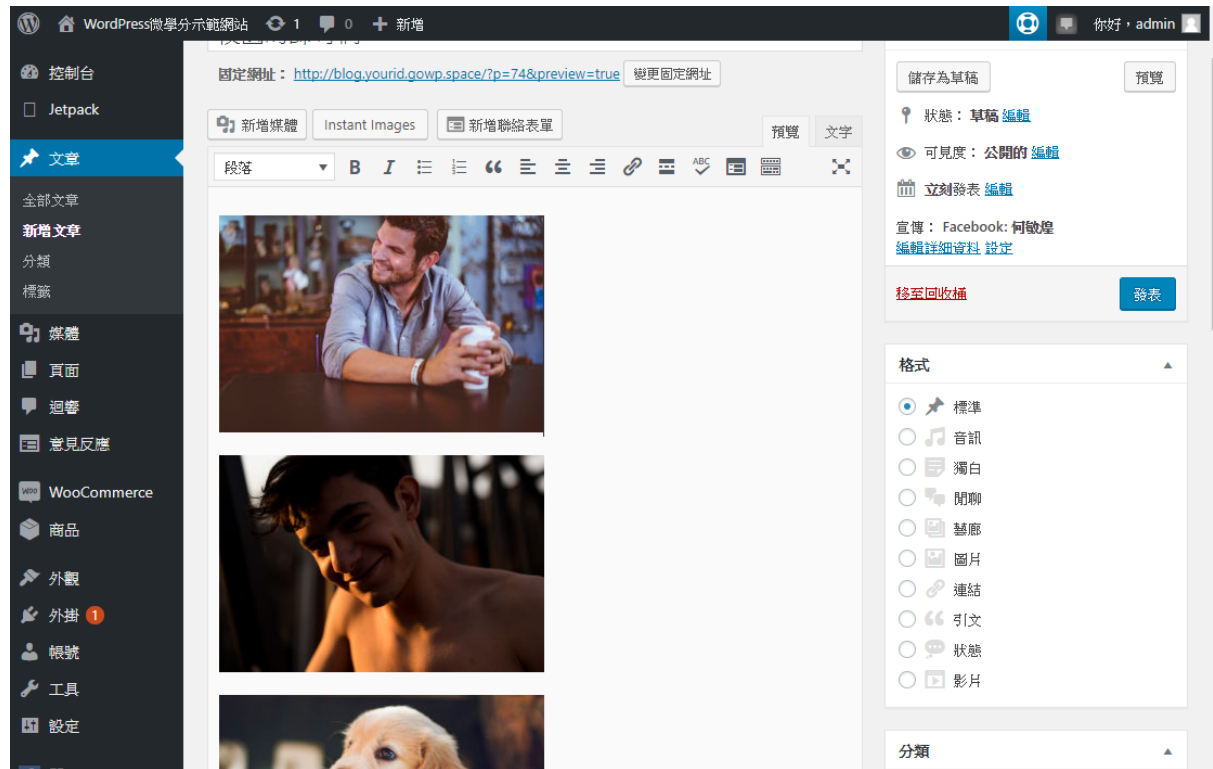 WordPress微學分示範網站 1 0 新增 你好，admin
控制台
Jetpack
文章
全部文章
新增文章
分類
標籤
媒體
頁面
迴響
意見反應
WOO WooCommerce
商品
外觀
外掛 1
帳號
工具
設定
固定網址： http://blog.yourid.gowp.space/?p=74&preview=true 變更固定網址
新增媒體 Instant Images 新增聯絡表單
預覽 文字
段落 B I ABC
儲存為草稿 預覽
狀態： 草稿 編輯
可見度： 公開的 編輯
立刻發表 編輯
宣傳： Facebook: 何敏煌
編輯詳細資料 設定
移至回收桶 發表
格式
標準
音訊
獨白
閒聊
藝廊
圖片
連結
引文
狀態
影片
分類